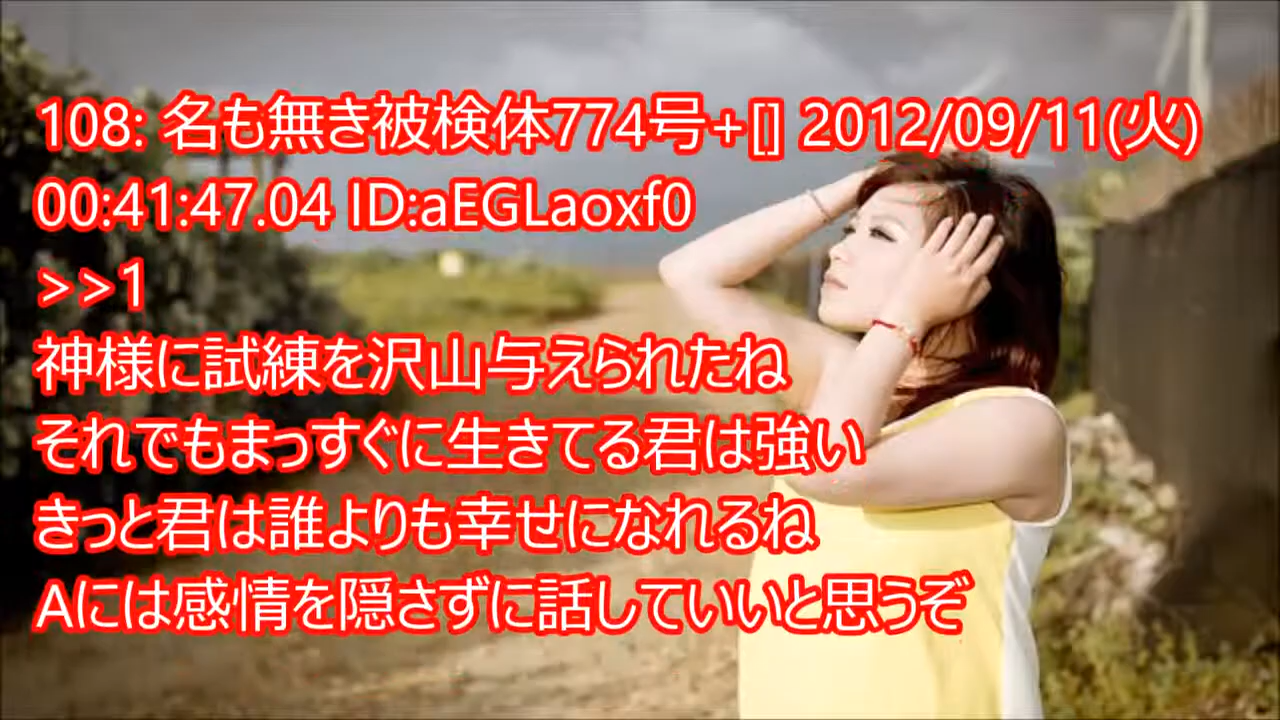 108: 名も無き被検体774号+[] 2012/09/11(火)
00:41:47.04 ID:aEGLaoxf0
>>1
神様に試練を沢山与えられたね
それでもまっすぐに生きてる君は強い
きっと君は誰よりも幸せになれるね
Aには感情を隠さずに話していいと思うぞ